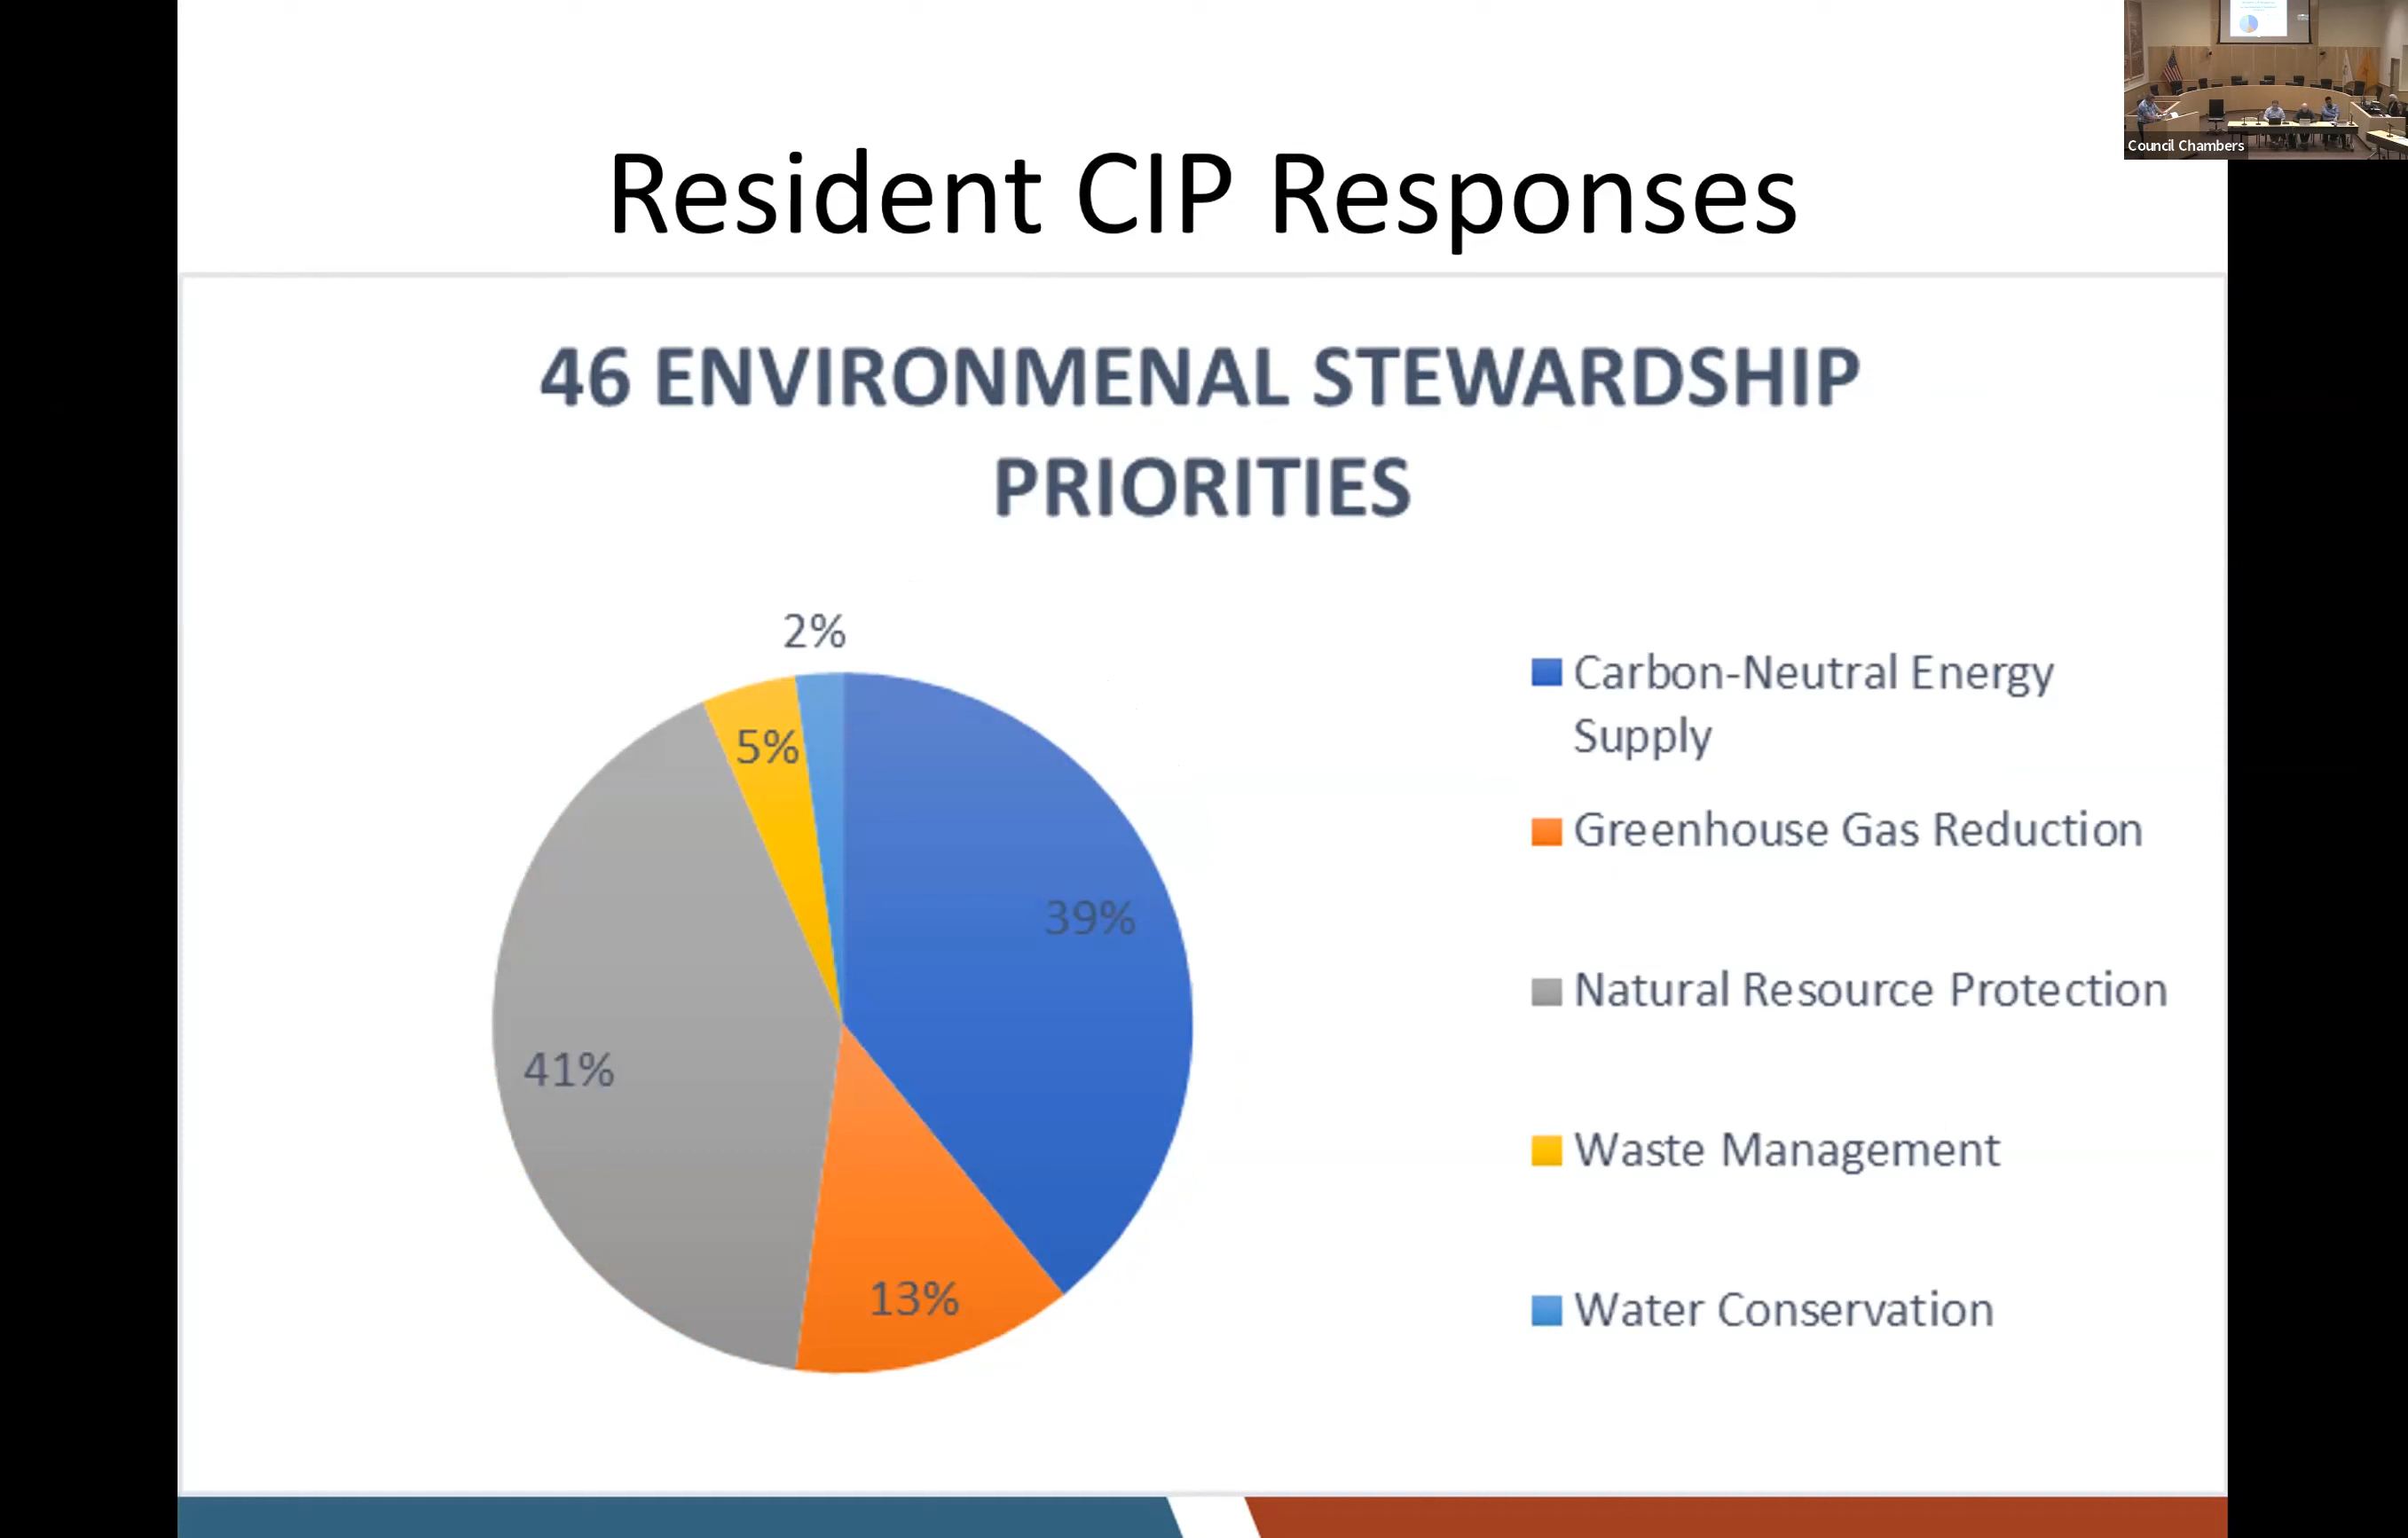 Council Chambers
Resident CIP Responses
46 ENVIRONMENAL STEWARDSHIP
PRIORITIES
2%
5%
39%
41%
13%
Carbon-Neutral Energy
Supply
Greenhouse Gas Reduction
Natural Resource Protection
Waste Management
Water Conservation